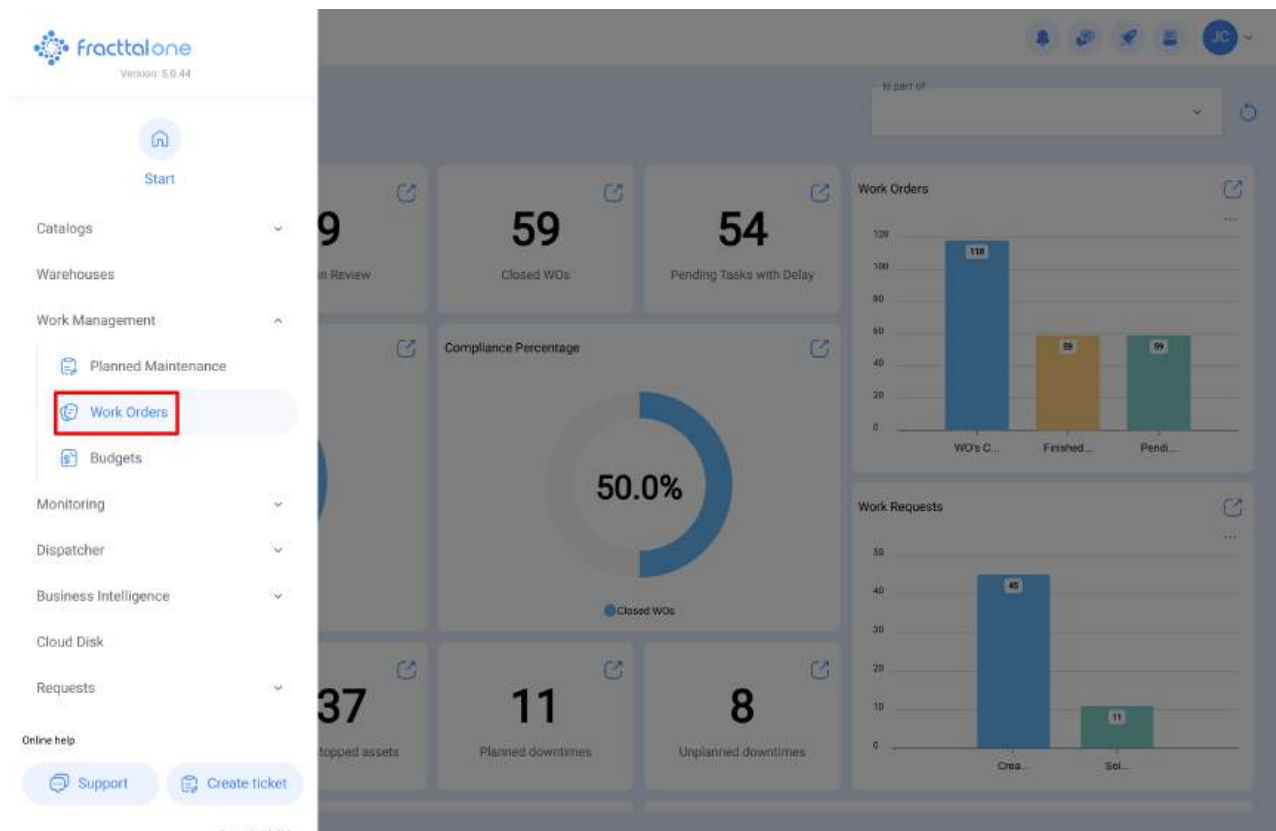 fracttalone
Version: 5.0.44
Start
Catalogs
Warehouses
Work Management
Planned Maintenance
Work Orders
Budgets
Monitoring
Dispatcher
Business Intelligence
Cloud Disk
Requests
Online help
Support
Create ticket
JC
Is part of
9
in Review
59
Closed WOs
54
Pending Tasks with Delay
Compliance Percentage
50.0%
Closed WOs
37
topped assets
11
Planned downtimes
8
Unplanned downtimes
Work Orders
...
120
100
80
60
40
20
0
118
59
59
WO's C...
Finished...
Pendi...
Work Requests
...
50
40
30
20
10
0
45
11
Crea...
Sol...